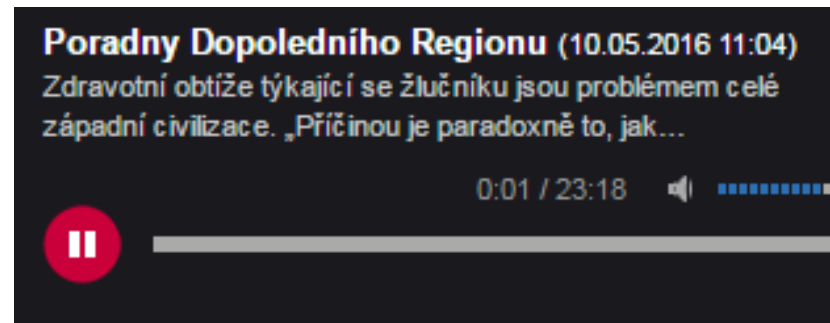 Poradny Dopoledního Regionu (10.05.2016 11:04)
Zdravotní obtíže týkající se žlučníku jsou problémem celé
západní civilizace. „Příčinou je paradoxně to, jak...
0:01 / 23:18